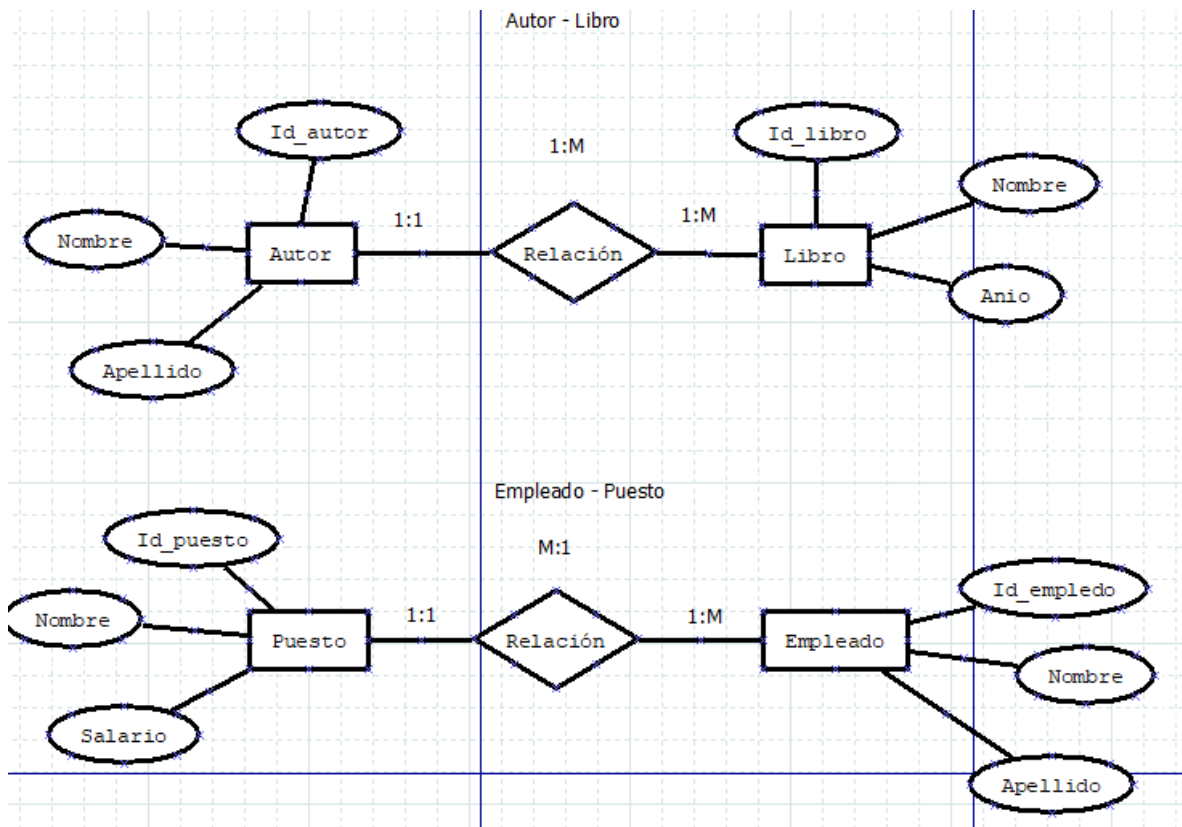 Autor - Libro
Id_autor
Id_libro
1:M
Nombre
1:1
1:M
Nombre
Autor
Relación
Libro
Anio
Apellido
Empleado - Puesto
Id_puesto
M:1
Id_empledo
Nombre
1:1
1:M
Puesto
Relación
Empleado
Nombre
Salario
Apellido